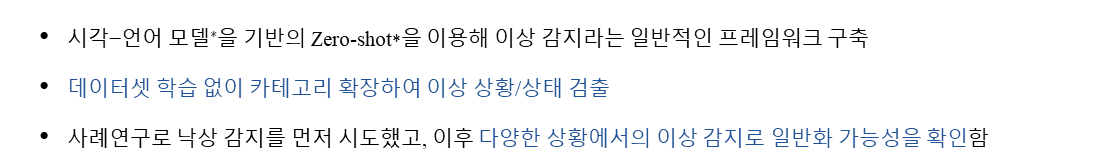 • 시각–언어 모델*을 기반의 Zero-shot*을 이용해 이상 감지라는 일반적인 프레임워크 구축
• 데이터셋 학습 없이 카테고리 확장하여 이상 상황/상태 검출
• 사례연구로 낙상 감지를 먼저 시도했고, 이후 다양한 상황에서의 이상 감지로 일반화 가능성을 확인함